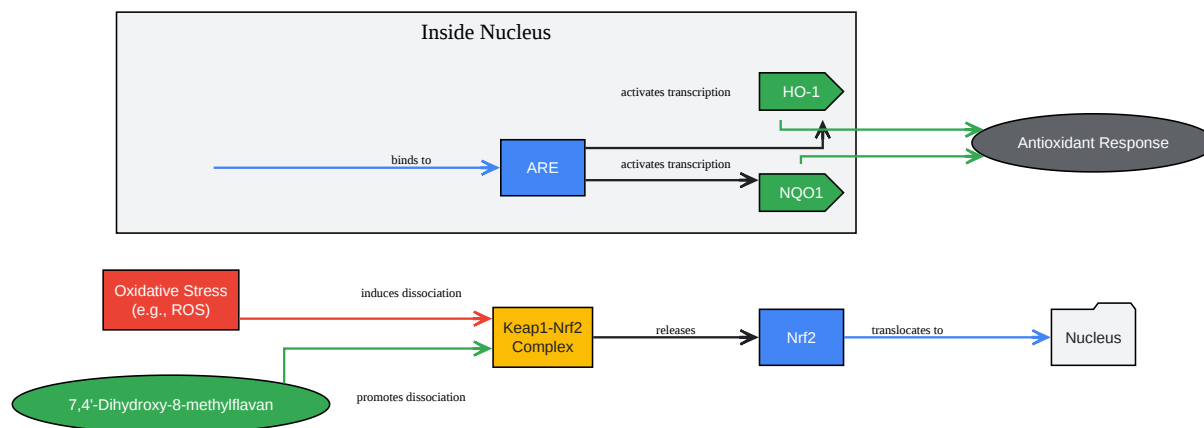 Inside Nucleus
activates transcription
HO-1
Antioxidant Response
binds to
ARE
activates transcription
NQO1
Oxidative Stress
(e.g., ROS)
induces dissociation
Keap1-Nrf2
Complex
releases
Nrf2
translocates to
Nucleus
7,4'-Dihydroxy-8-methylflavan
promotes dissociation